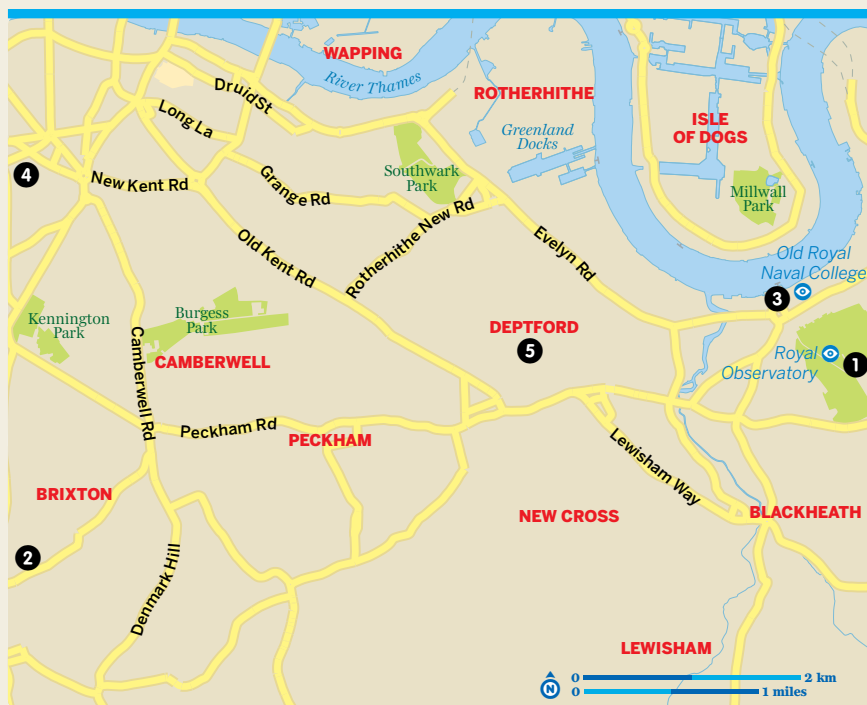 WAPPING
River Thames
Druid St
ROTHERHITHE
Long La
ISLE
OF DOGS
Greenland
Docks
4
New Kent Rd
Grange Rd
Southwark
Park
Millwall
Park
Old Kent Rd
Rotherhithe New Rd
Evelyn Rd
Old Royal
Naval College
3
Kennington
Park
Burgess
Park
DEPTFORD
5
Camberwell Rd
CAMBERWELL
Royal
Observatory
1
Peckham Rd
PECKHAM
Lewisham Way
BRIXTON
NEW CROSS
BLACKHEATH
2
Denmark Hill
LEWISHAM
N
0 2 km
0 1 miles